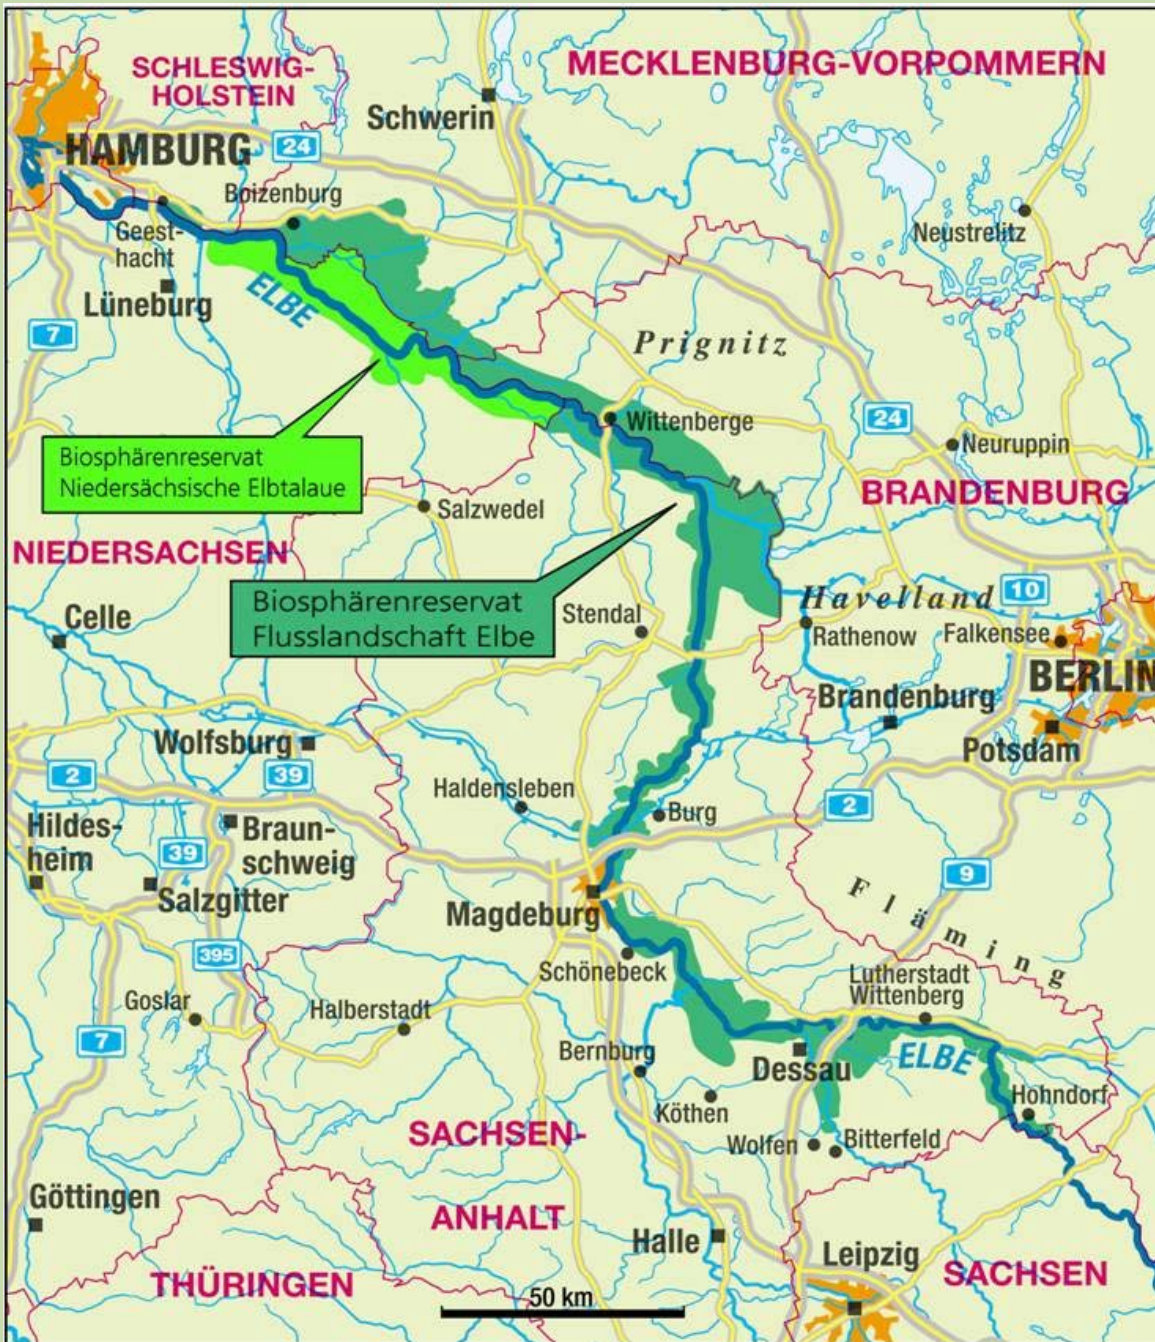 SCHLESWIG-
HOLSTEIN
MECKLENBURG-VORPOMMERN
Schwerin
HAMBURG
24
Boizenburg
Geest-
hacht
Neustrelitz
Lüneburg
ELBE
7
Prignitz
Wittenberge
24
Neuruppin
Biosphärenreservat
Niedersächsische Elbtalaue
BRANDENBURG
Salzwedel
NIEDERSACHSEN
Biosphärenreservat
Flusslandschaft Elbe
Havelland
10
Celle
Stendal
Rathenow
Falkensee
BERLIN
Brandenburg
Potsdam
Wolfsburg
2
39
Haldensleben
Burg
2
Hildes-
heim
Braun-
schweig
39
Salzgitter
9
Fläming
Magdeburg
395
Schönebeck
Lutherstadt
Wittenberg
Goslar
Halberstadt
7
Bernburg
Dessau
ELBE
Hohndorf
Köthen
Wolfen
Bitterfeld
SACHSEN-
ANHALT
Göttingen
Halle
Leipzig
THÜRINGEN
SACHSEN
50 km